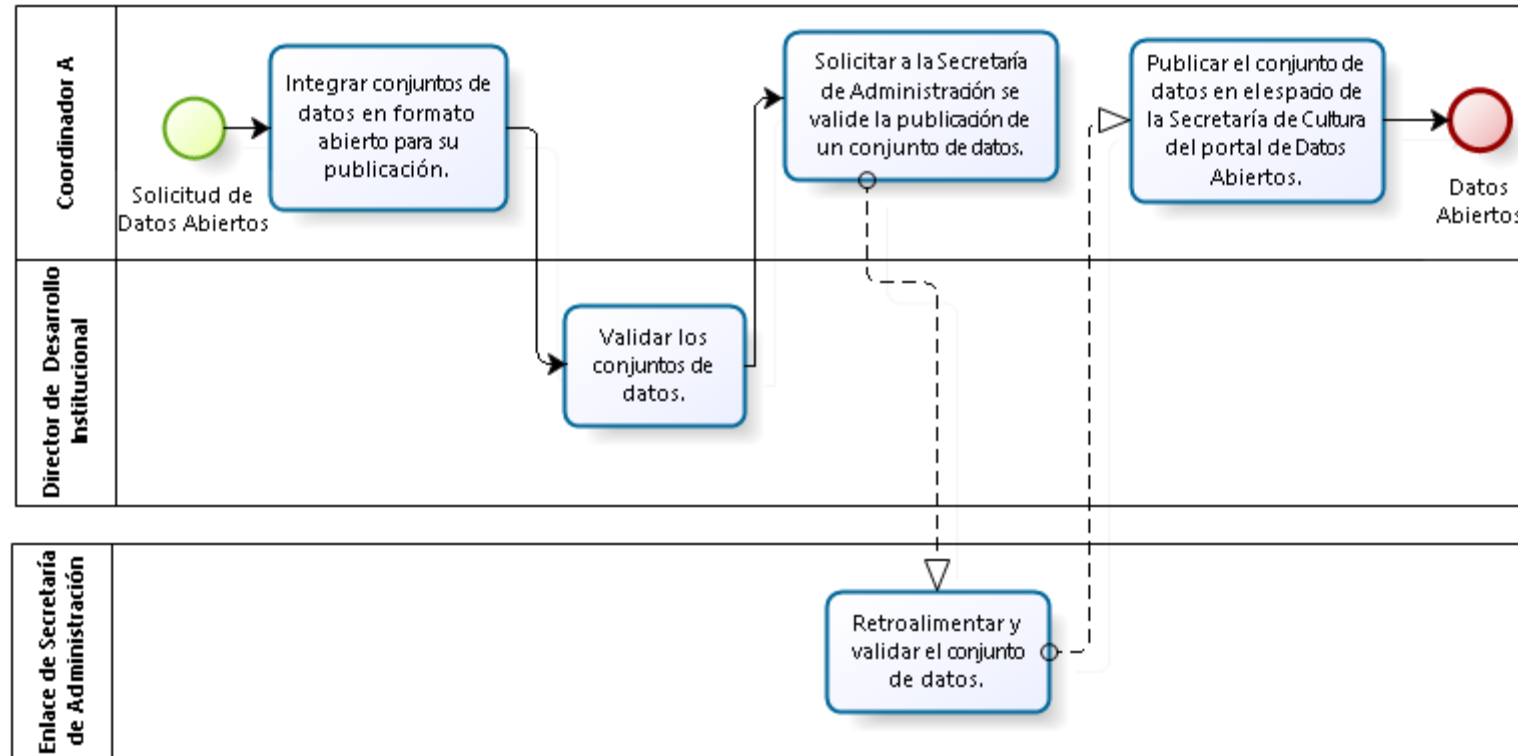 Coordinador A
Solicitud de
Datos Abiertos
Integrar conjuntos de
datos en formato
abierto para su
publicación.
Solicitar a la Secretaría
de Administración se
valide la publicación de
un conjunto de datos.
Publicar el conjunto de
datos en el espacio de
la Secretaría de Cultura
del portal de Datos
Abiertos.
Datos
Abiertos
Director de Desarrollo
Institucional
Validar los
conjuntos de
datos.
Enlace de Secretaría
de Administración
Retroalimentar y
validar el conjunto
de datos.